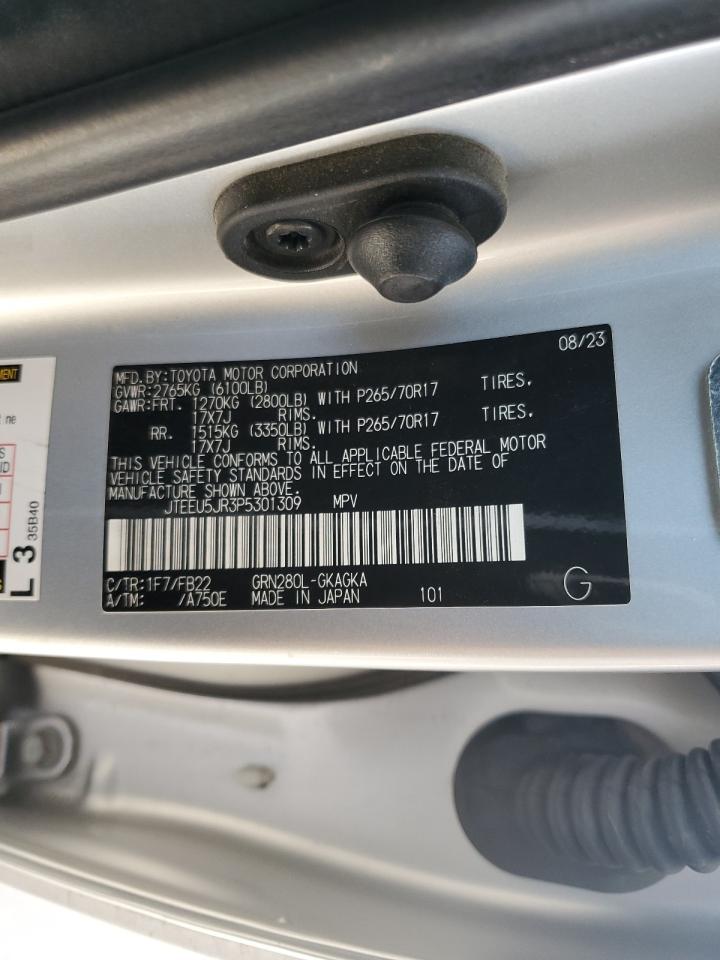 08/23
MFD.BY:TOYOTA MOTOR CORPORATION
GVWR:2765KG (6100LB)
GAWR:FRT. 1270KG (2800LB) WITH P265/70R17 TIRES.
17X7J RIMS.
RR. 1515KG (3350LB) WITH P265/70R17 TIRES.
17X7J RIMS.
THIS VEHICLE CONFORMS TO ALL APPLICABLE FEDERAL MOTOR
VEHICLE SAFETY STANDARDS IN EFFECT ON THE DATE OF
MANUFACTURE SHOWN ABOVE.
JTEEU5JR3P5301309 MPV
C/TR:1F7/FB22 GRN280L-GKAGKA
A/TM: /A750E MADE IN JAPAN 101
G
MENT
ne
S
ID
L 3
35B40